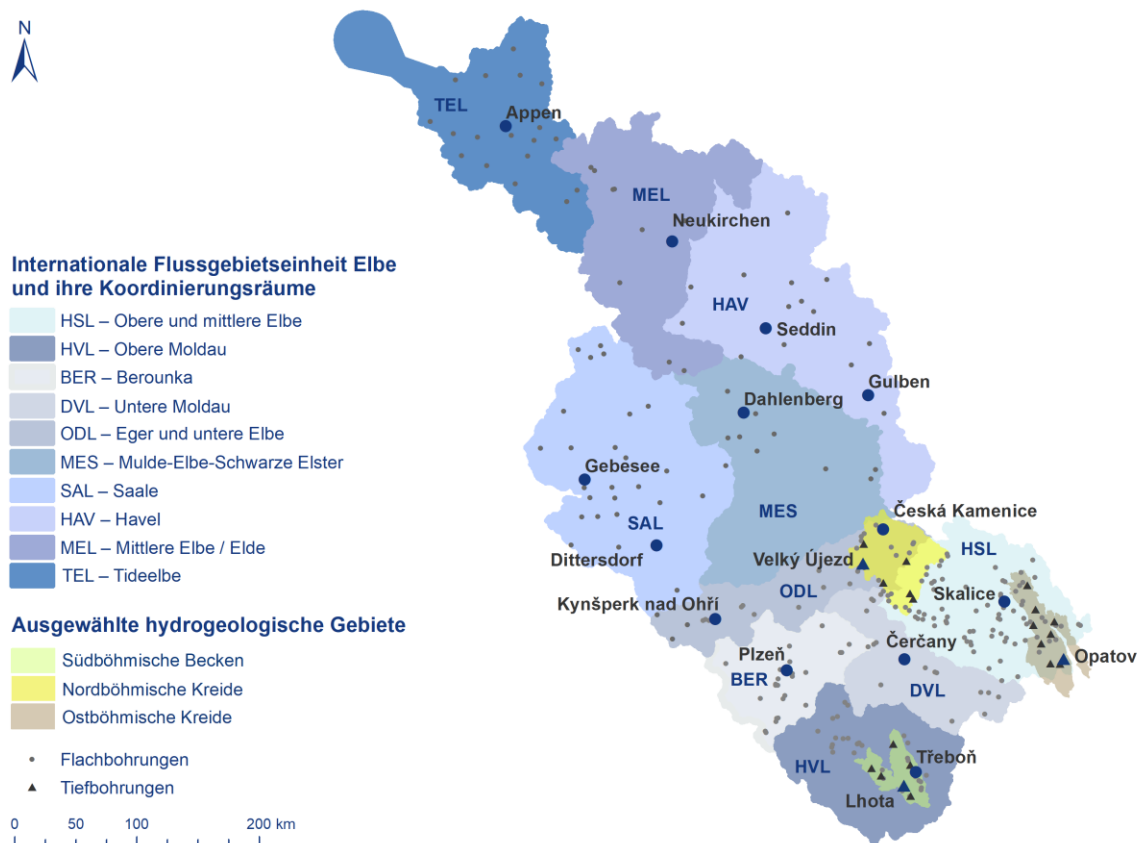 N
TEL
Appen
MEL
Neukirchen
HAV
Seddin
Gulben
Dahlenberg
Gebesee
SAL
MES
Dittersdorf
Česká Kamenice
HSL
Velký Újezd
ODL
Skalice
Kynšperk nad Ohří
Čerčany
Opatov
Plzeň
BER
DVL
HVL
Třeboň
Lhota
Internationale Flussgebietseinheit Elbe
und ihre Koordinierungsräume
HSL – Obere und mittlere Elbe
HVL – Obere Moldau
BER – Berounka
DVL – Untere Moldau
ODL – Eger und untere Elbe
MES – Mulde-Elbe-Schwarze Elster
SAL – Saale
HAV – Havel
MEL – Mittlere Elbe / Elde
TEL – Tideelbe
Ausgewählte hydrogeologische Gebiete
Südböhmische Becken
Nordböhmische Kreide
Ostböhmische Kreide
Flachbohrungen
Tiefbohrungen
0 50 100 200 km